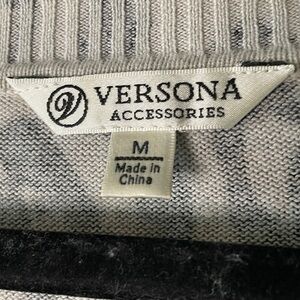 VERSONA
ACCESSORIES
M
Made in
China